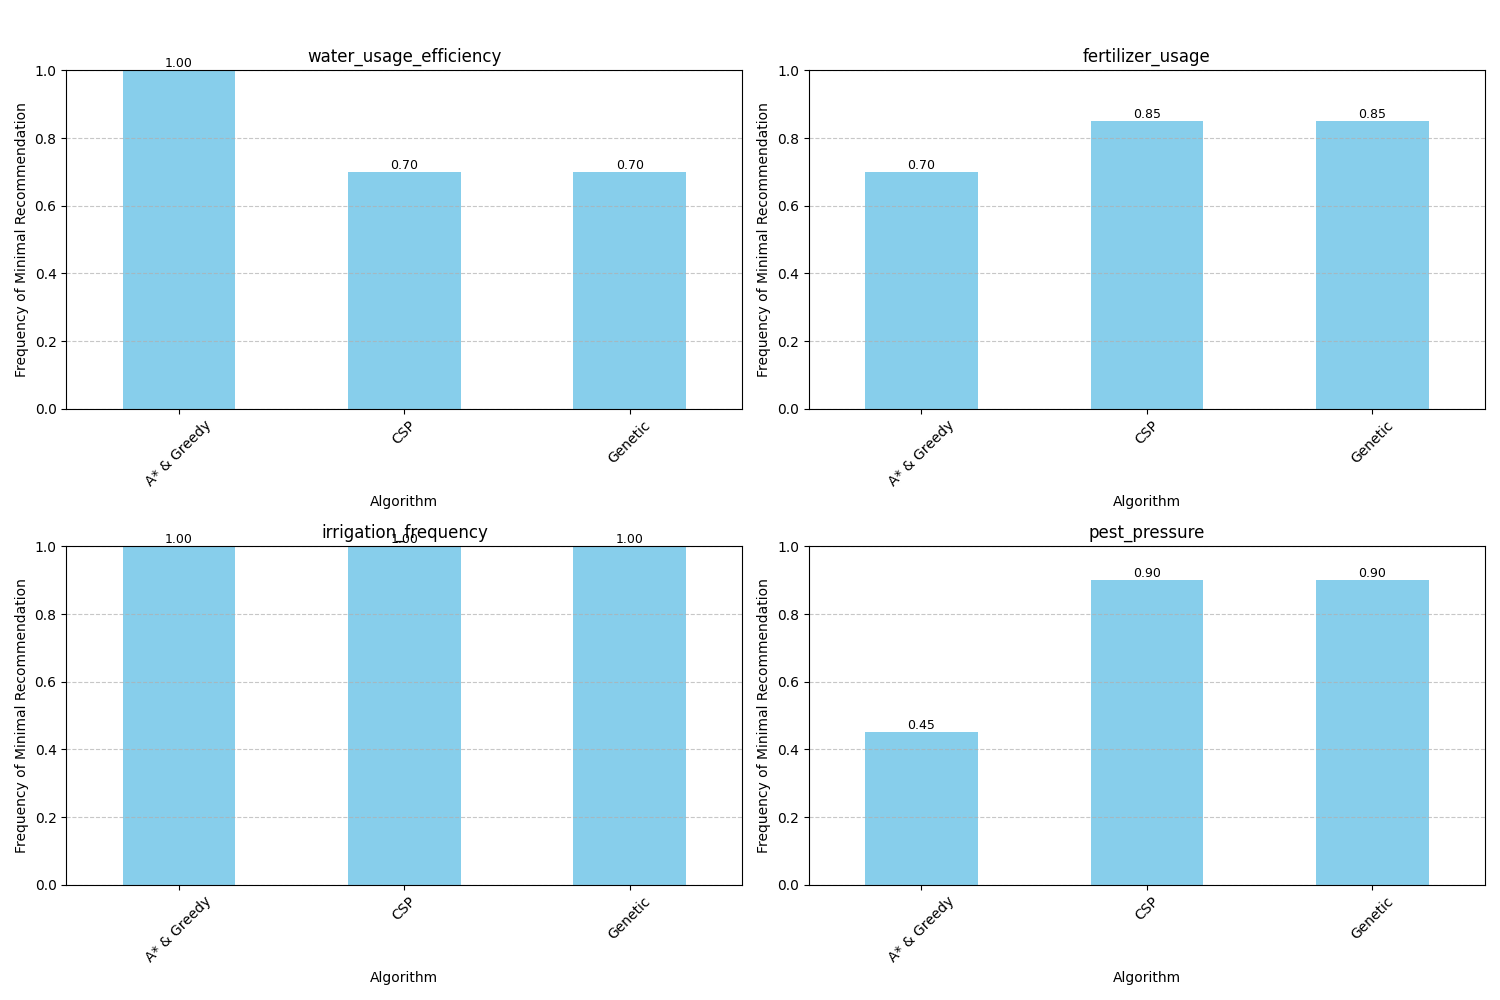 water_usage_efficiency
1.00
0.70
0.70
1.0
0.8
0.6
0.4
0.2
0.0
Frequency of Minimal Recommendation
A* & Greedy
CSP
Genetic
Algorithm
fertilizer_usage
0.70
0.85
0.85
1.0
0.8
0.6
0.4
0.2
0.0
Frequency of Minimal Recommendation
A* & Greedy
CSP
Genetic
Algorithm
irrigation_frequency
1.00
1.00
1.00
1.0
0.8
0.6
0.4
0.2
0.0
Frequency of Minimal Recommendation
A* & Greedy
CSP
Genetic
Algorithm
pest_pressure
0.45
0.90
0.90
1.0
0.8
0.6
0.4
0.2
0.0
Frequency of Minimal Recommendation
A* & Greedy
CSP
Genetic
Algorithm